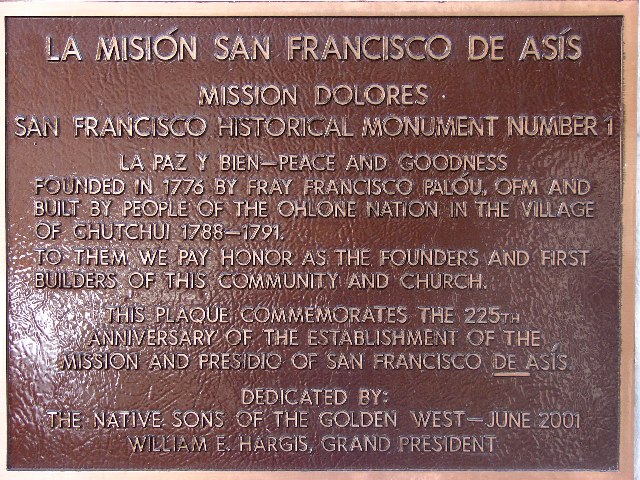 LA MISIÓN SAN FRANCISCO DE ASÍS
MISSION DOLORES
SAN FRANCISCO HISTORICAL MONUMENT NUMBER 1
LA PAZ Y BIEN—PEACE AND GOODNESS
FOUNDED IN 1776 BY FRAY FRANCISCO PALÓU, OFM AND
BUILT BY PEOPLE OF THE OHLONE NATION IN THE VILLAGE
OF CHUTCHUI 1788—1791.
TO THEM WE PAY HONOR AS THE FOUNDERS AND FIRST
BUILDERS OF THIS COMMUNITY AND CHURCH.
THIS PLAQUE COMMEMORATES THE 225TH
ANNIVERSARY OF THE ESTABLISHMENT OF THE
MISSION AND PRESIDIO OF SAN FRANCISCO DE ASÍS.
DEDICATED BY:
THE NATIVE SONS OF THE GOLDEN WEST—JUNE 2001
WILLIAM E. HARGIS, GRAND PRESIDENT